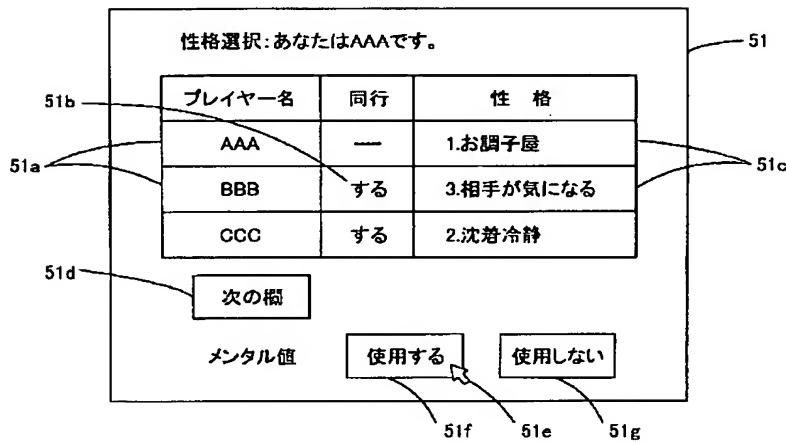 性格選択:あなたはAAAです。
51
プレイヤー名 同行 性 格
51b
AAA ― 1.お調子屋
51a
51c
BBB する 3.相手が気になる
CCC する 2.沈着冷静
51d
次の欄
メンタル値 使用する 使用しない
51f 51e 51g